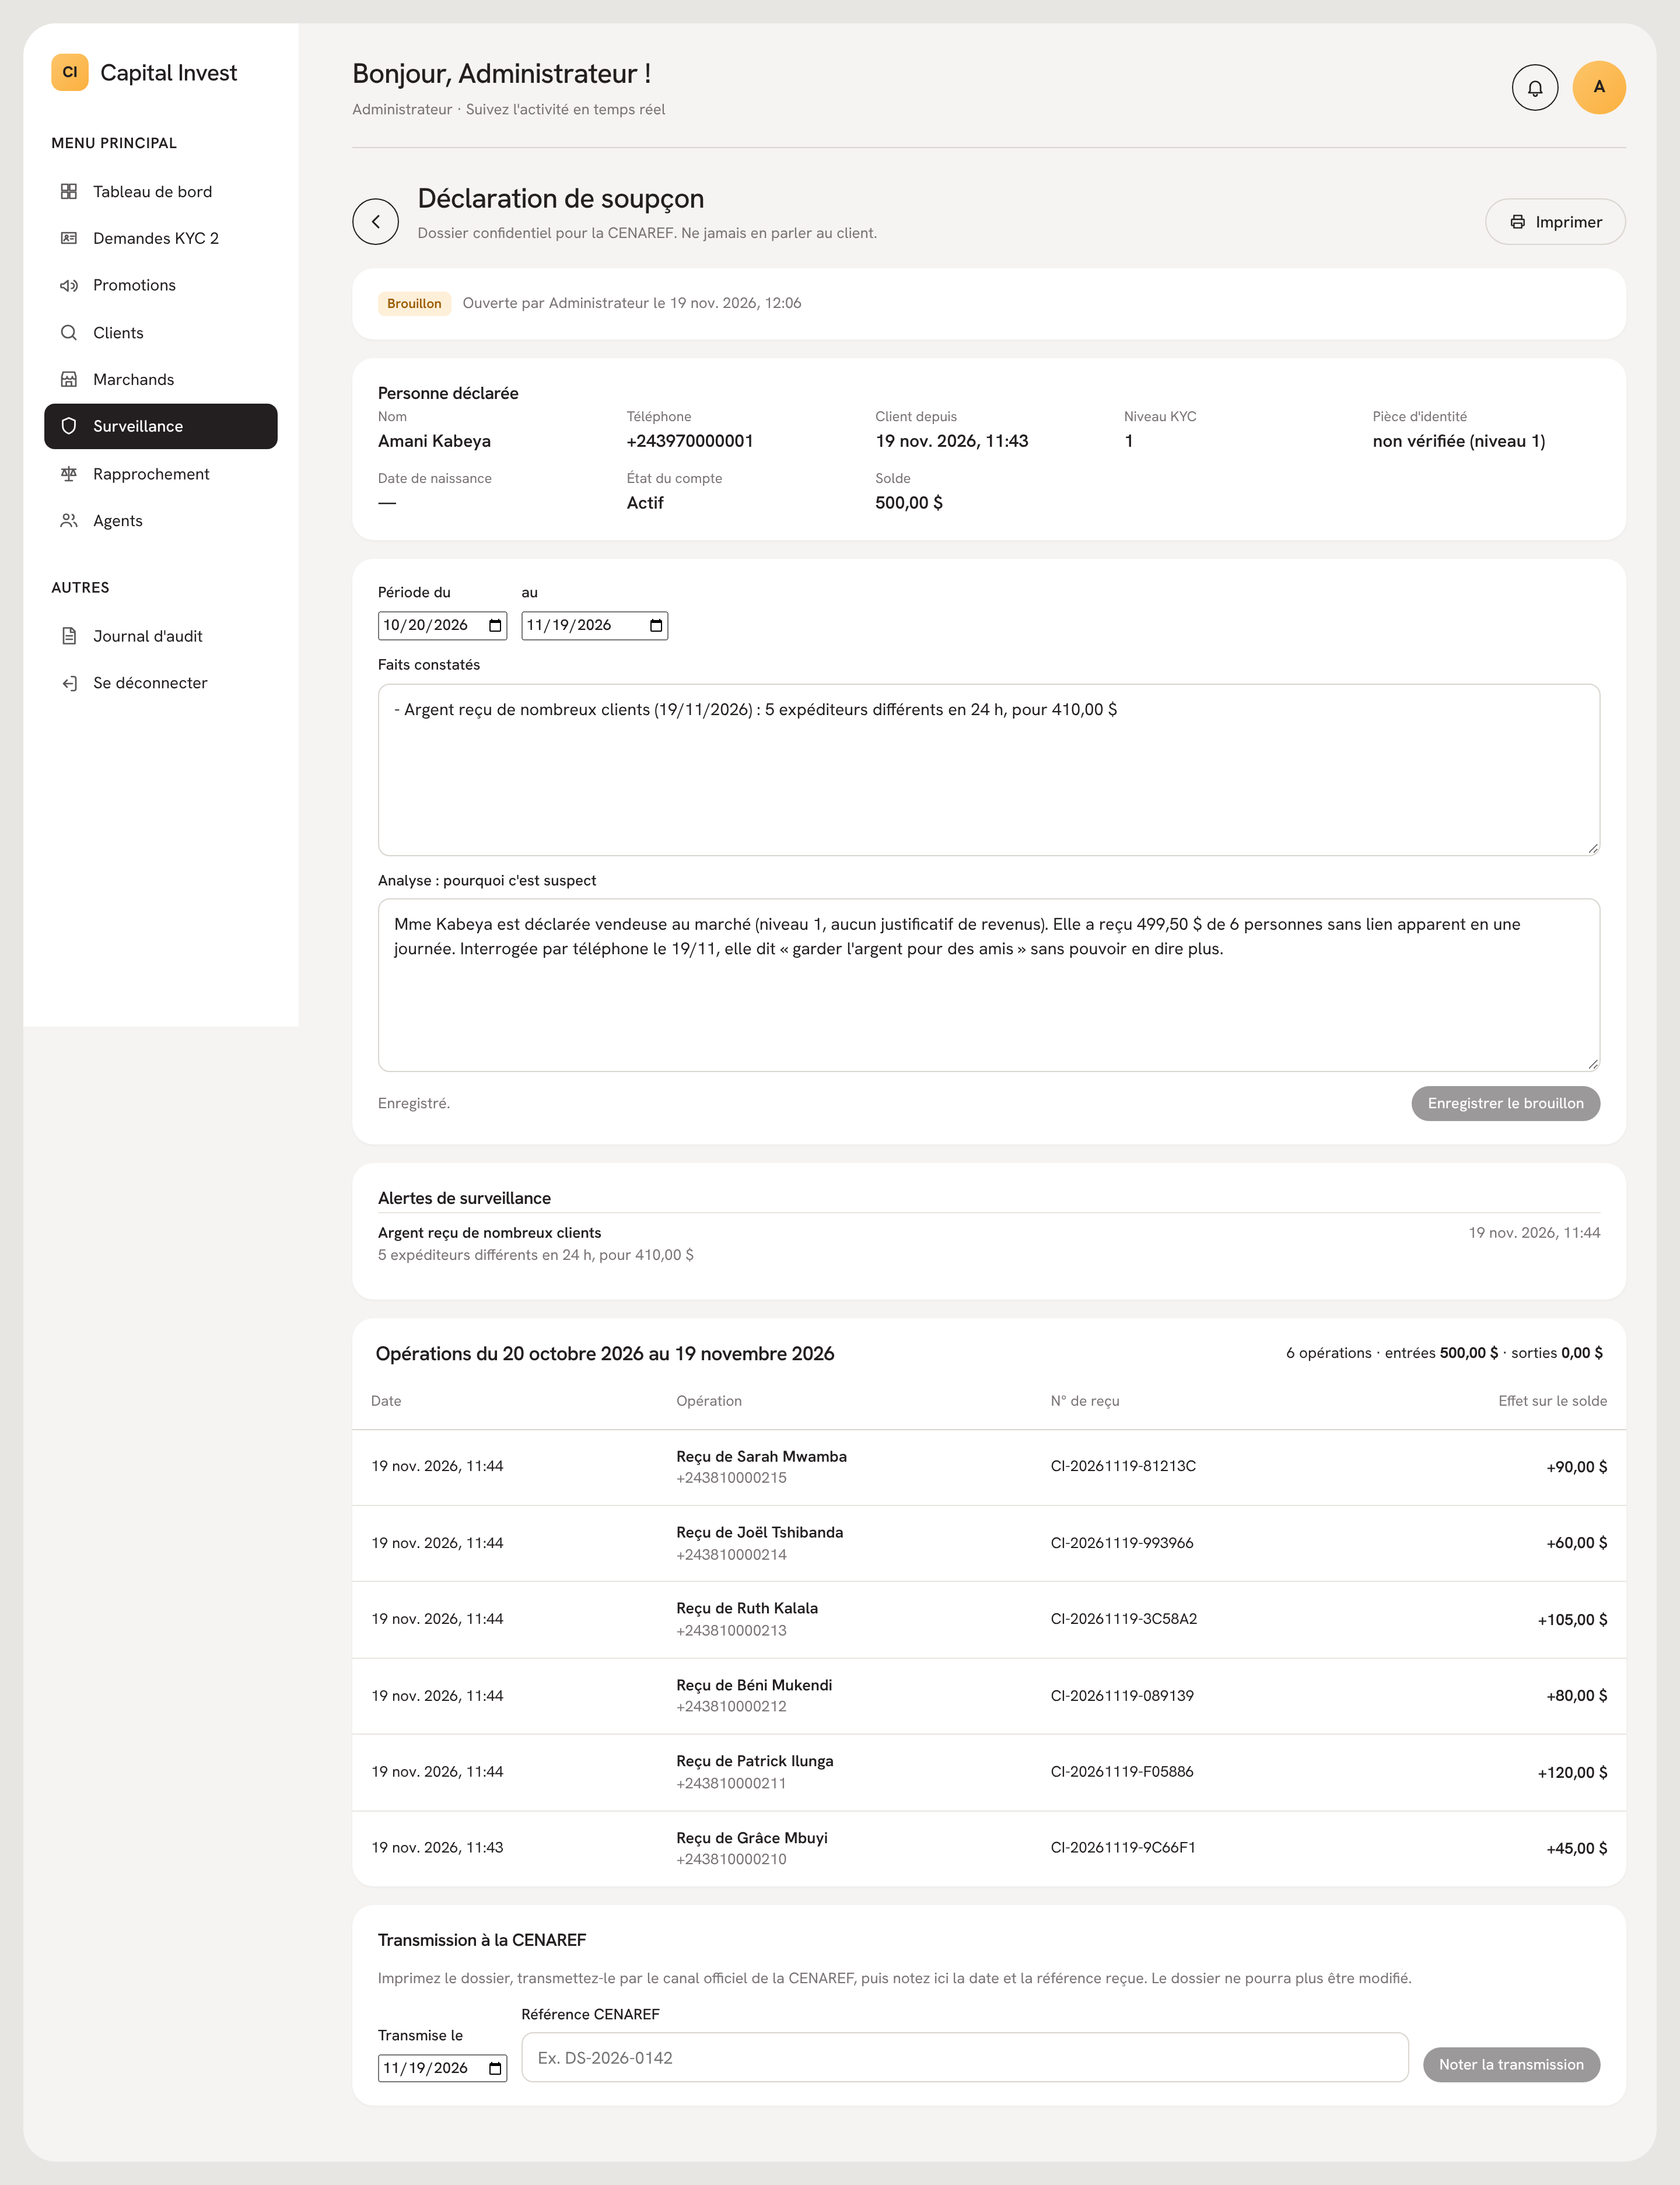 CI Capital Invest
MENU PRINCIPAL
Tableau de bord
Demandes KYC 2
Promotions
Clients
Marchands
Surveillance
Rapprochement
Agents
AUTRES
Journal d'audit
Se déconnecter
Bonjour, Administrateur !
Administrateur · Suivez l'activité en temps réel
A
Déclaration de soupçon
Dossier confidentiel pour la CENAREF. Ne jamais en parler au client.
Imprimer
Brouillon Ouverte par Administrateur le 19 nov. 2026, 12:06
Personne déclarée
Nom Téléphone Client depuis Niveau KYC Pièce d'identité
Amani Kabeya +243970000001 19 nov. 2026, 11:43 1 non vérifiée (niveau 1)
Date de naissance État du compte Solde
— Actif 500,00 $
Période du au
10/20/2026 11/19/2026
Faits constatés
- Argent reçu de nombreux clients (19/11/2026) : 5 expéditeurs différents en 24 h, pour 410,00 $
Analyse : pourquoi c'est suspect
Mme Kabeya est déclarée vendeuse au marché (niveau 1, aucun justificatif de revenus). Elle a reçu 499,50 $ de 6 personnes sans lien apparent en une
journée. Interrogée par téléphone le 19/11, elle dit « garder l'argent pour des amis » sans pouvoir en dire plus.
Enregistré. Enregistrer le brouillon
Alertes de surveillance
Argent reçu de nombreux clients 19 nov. 2026, 11:44
5 expéditeurs différents en 24 h, pour 410,00 $
Opérations du 20 octobre 2026 au 19 novembre 2026 6 opérations · entrées 500,00 $ · sorties 0,00 $
Date Opération N° de reçu Effet sur le solde
19 nov. 2026, 11:44 Reçu de Sarah Mwamba CI-20261119-81213C +90,00 $
+243810000215
19 nov. 2026, 11:44 Reçu de Joël Tshibanda CI-20261119-993966 +60,00 $
+243810000214
19 nov. 2026, 11:44 Reçu de Ruth Kalala CI-20261119-3C58A2 +105,00 $
+243810000213
19 nov. 2026, 11:44 Reçu de Béni Mukendi CI-20261119-089139 +80,00 $
+243810000212
19 nov. 2026, 11:44 Reçu de Patrick Ilunga CI-20261119-F05886 +120,00 $
+243810000211
19 nov. 2026, 11:43 Reçu de Grâce Mbuyi CI-20261119-9C66F1 +45,00 $
+243810000210
Transmission à la CENAREF
Imprimez le dossier, transmettez-le par le canal officiel de la CENAREF, puis notez ici la date et la référence reçue. Le dossier ne pourra plus être modifié.
Référence CENAREF
Transmise le
11/19/2026 Ex. DS-2026-0142 Noter la transmission